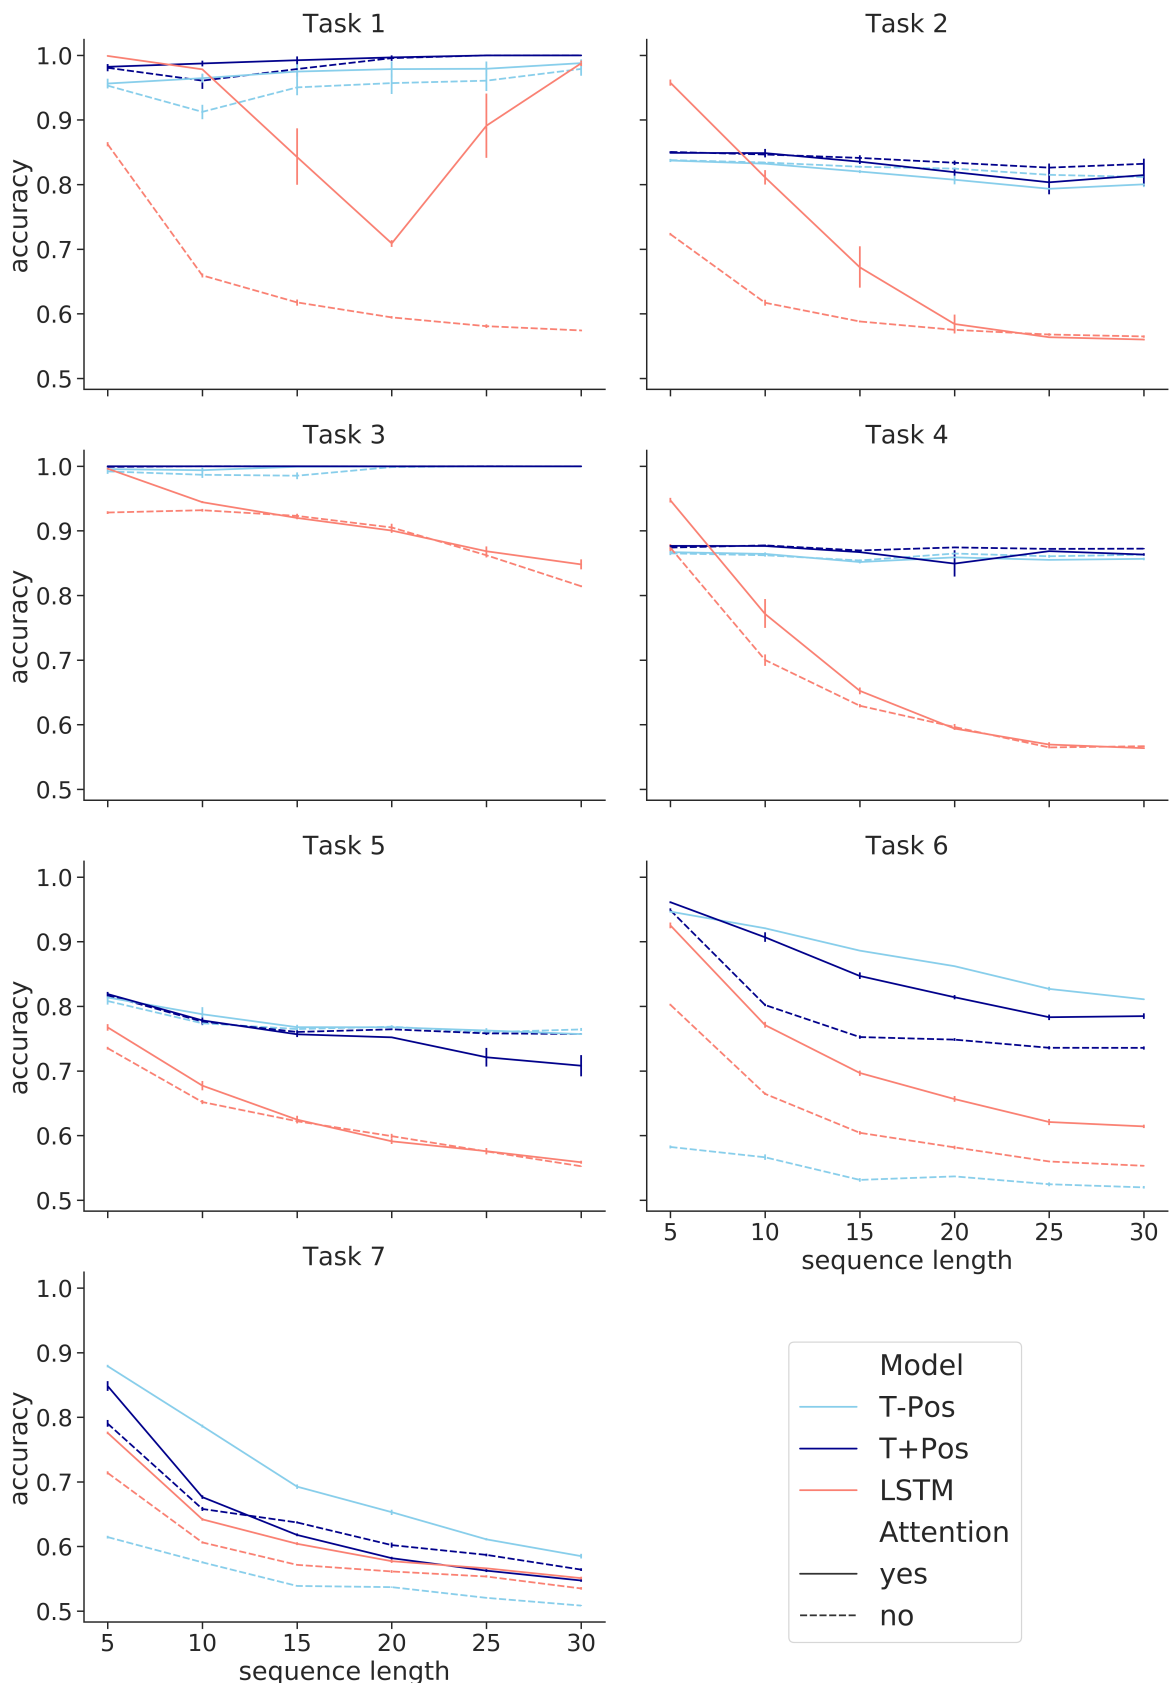 Task 1
Task 2
1.0
0.9
0.8
0.7
0.6
0.5
accuracy
Task 3
Task 4
1.0
0.9
0.8
0.7
0.6
0.5
accuracy
Task 5
Task 6
1.0
0.9
0.8
0.7
0.6
0.5
accuracy
5 10 15 20 25 30
sequence length
Task 7
1.0
0.9
0.8
0.7
0.6
0.5
accuracy
5 10 15 20 25 30
sequence length
Model
T-Pos
T+Pos
LSTM
Attention
yes
no